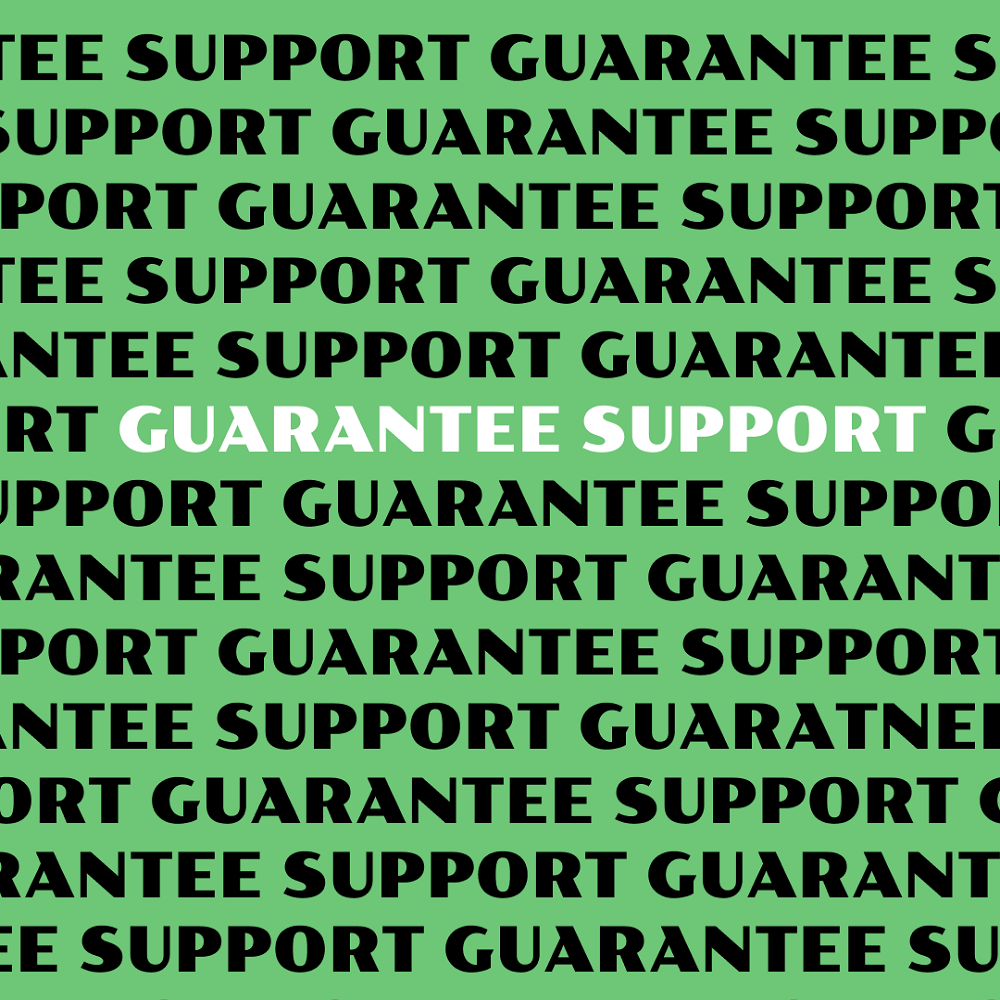 TEE SUPPORT GUARANTEE S
SUPPORT GUARANTEE SUPPO
PORT GUARANTEE SUPPORT
TEE SUPPORT GUARANTEE S
ANTEE SUPPORT GUARANTEE
RT GUARANTEE SUPPORT G
UPPORT GUARANTEE SUPPO
RANTEE SUPPORT GUARANT
PORT GUARANTEE SUPPORT
ANTEE SUPPORT GUARATNEE
ORT GUARANTEE SUPPORT G
RANTEE SUPPORT GUARANT
EE SUPPORT GUARANTEE SU